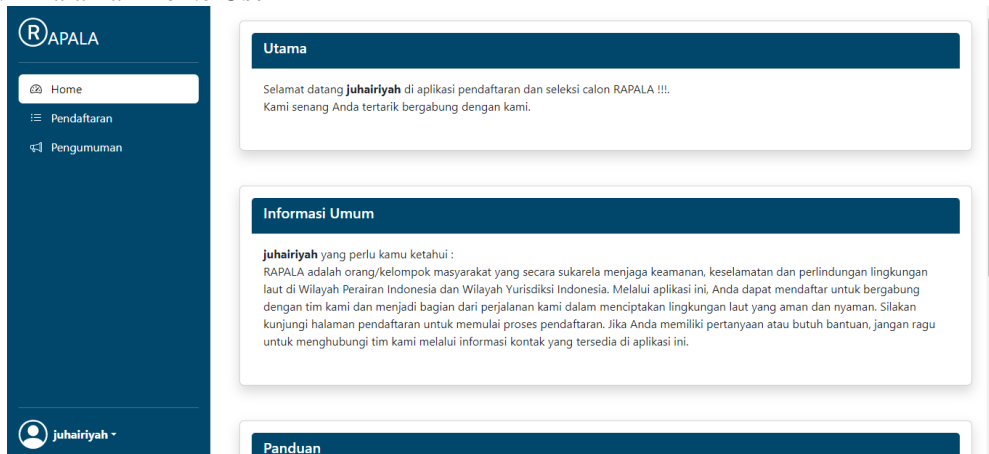 RAPALA
Home
Pendaftaran
Pengumuman
juhairiyah
Utama
Selamat datang juhairiyah di aplikasi pendaftaran dan seleksi calon RAPALA !!!.
Kami senang Anda tertarik bergabung dengan kami.
Informasi Umum
juhairiyah yang perlu kamu ketahui :
RAPALA adalah orang/kelompok masyarakat yang secara sukarela menjaga keamanan, keselamatan dan perlindungan lingkungan
laut di Wilayah Perairan Indonesia dan Wilayah Yurisdiksi Indonesia. Melalui aplikasi ini, Anda dapat mendaftar untuk bergabung
dengan tim kami dan menjadi bagian dari perjalanan kami dalam menciptakan lingkungan laut yang aman dan nyaman. Silakan
kunjungi halaman pendaftaran untuk memulai proses pendaftaran. Jika Anda memiliki pertanyaan atau butuh bantuan, jangan ragu
untuk menghubungi tim kami melalui informasi kontak yang tersedia di aplikasi ini.
Panduan